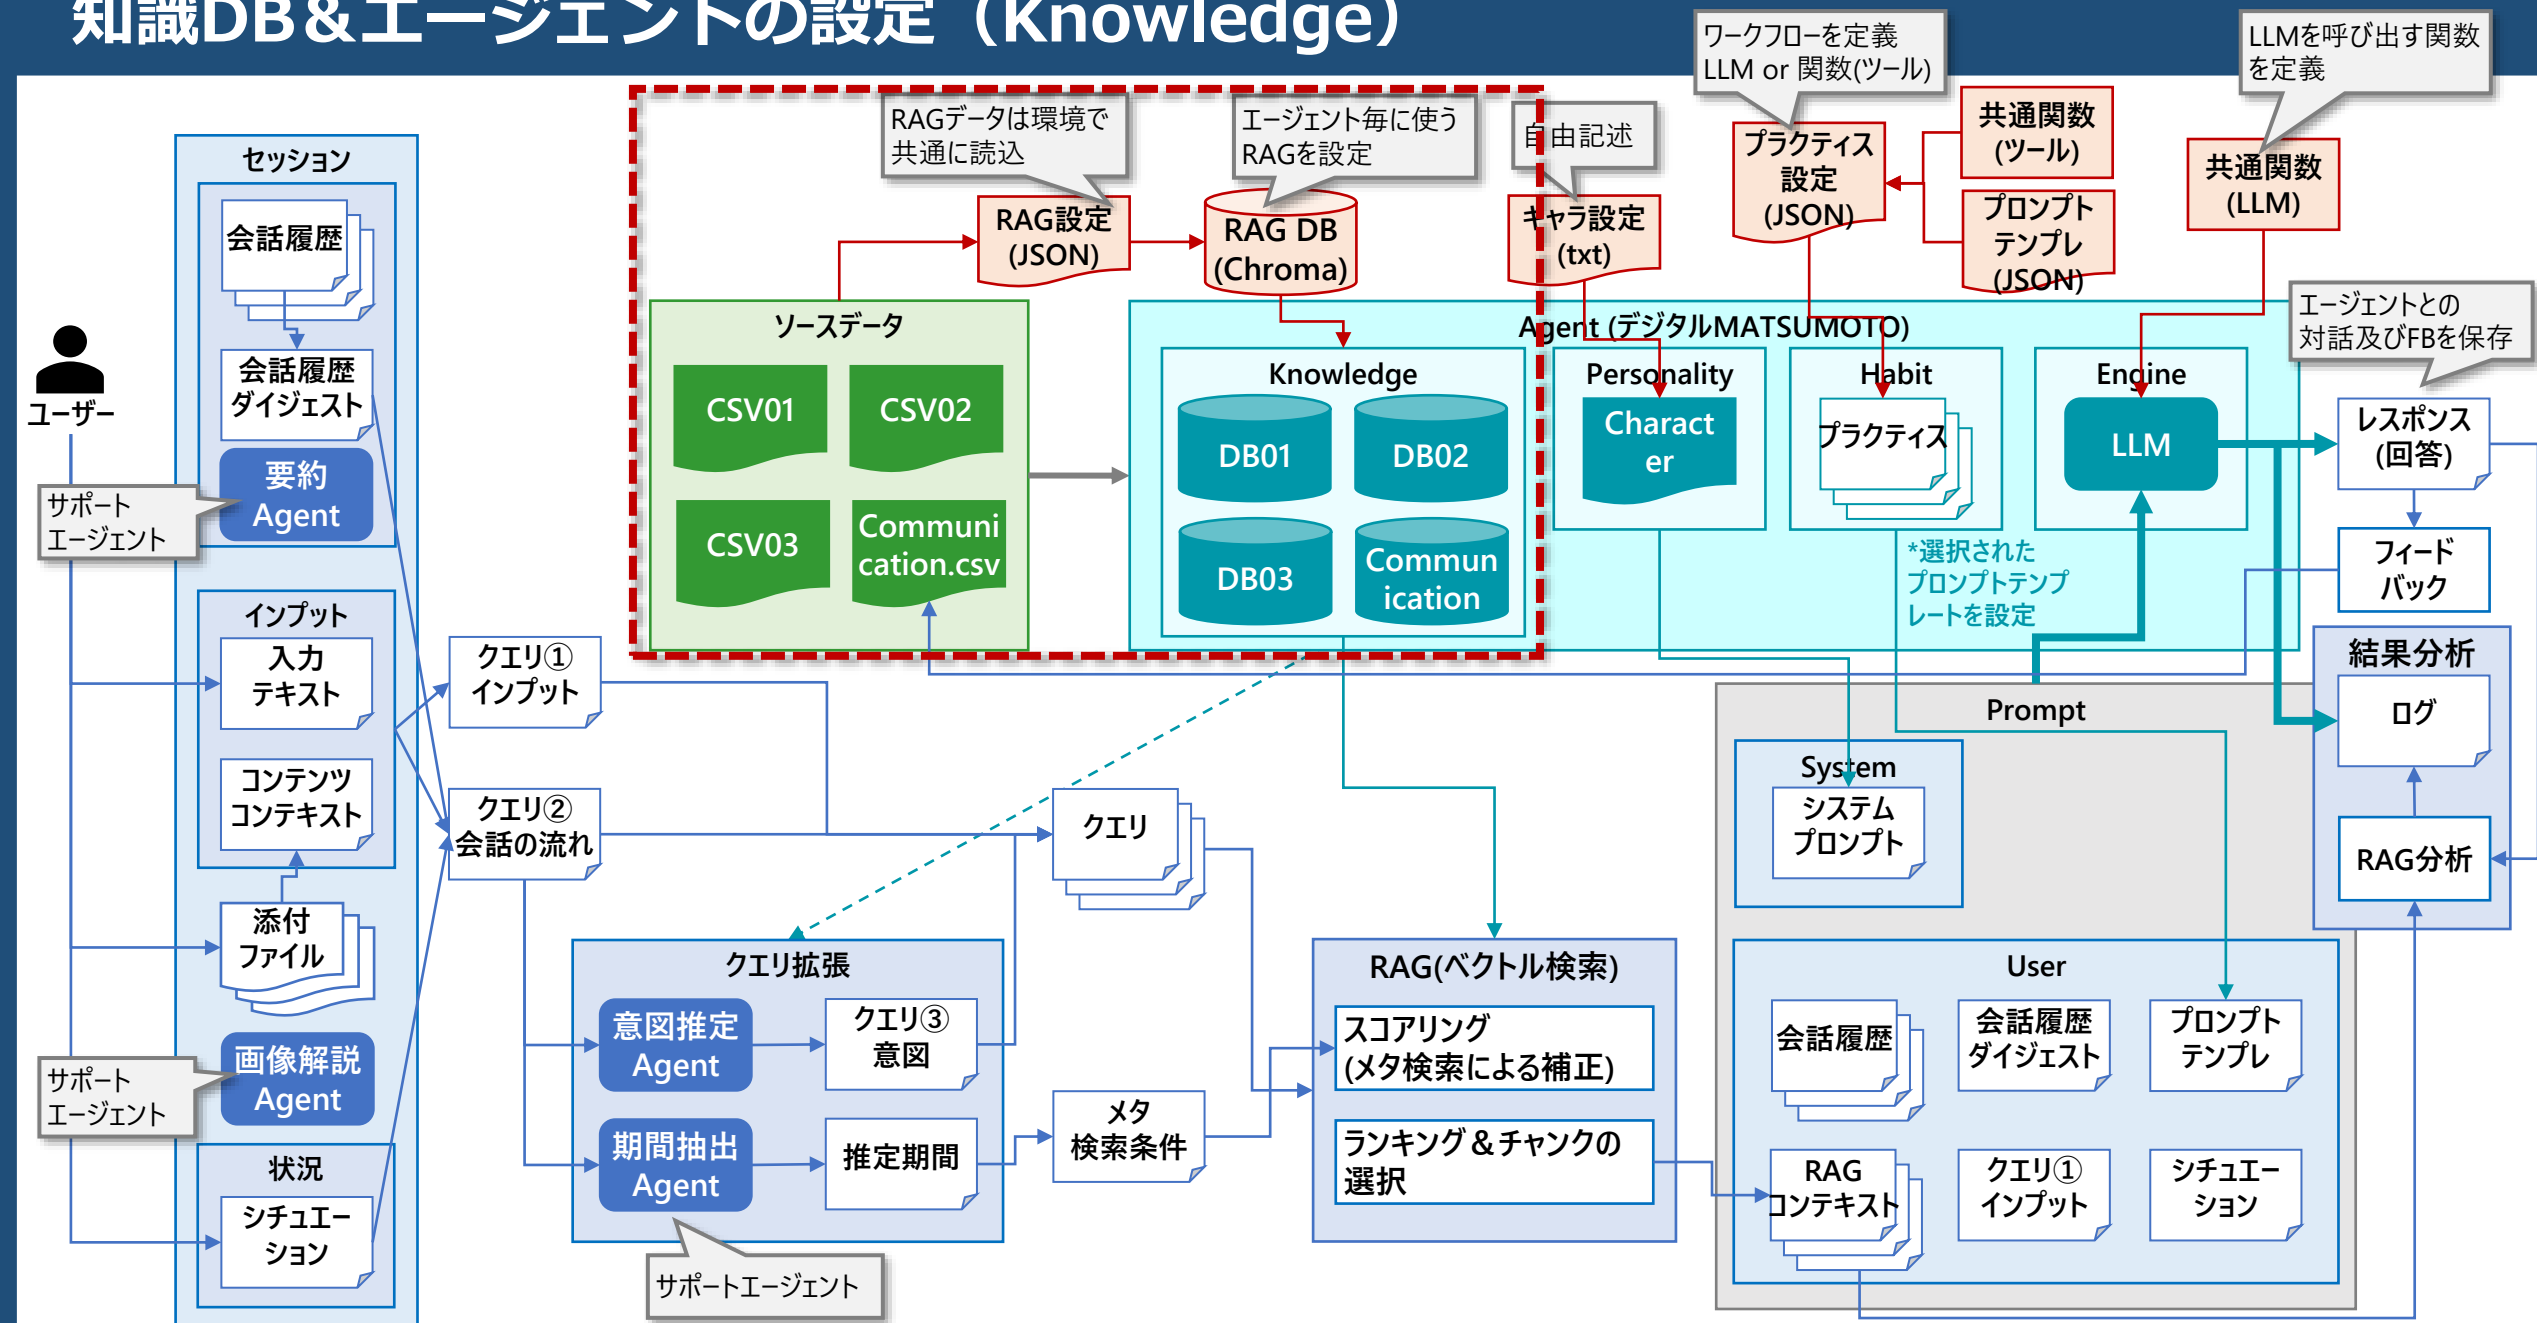 知識DB＆エージェントの設定（Knowledge）
ワークフローを定義
LLM or 関数(ツール)
LLMを呼び出す関数
を定義
RAGデータは環境で
共通に読込
エージェント毎に使う
RAGを設定
自由記述
プラクティス
設定
(JSON)
共通関数
(ツール)
プロンプト
テンプレ
(JSON)
共通関数
(LLM)
RAG設定
(JSON)
RAG DB
(Chroma)
キャラ設定
(txt)
エージェントとの
対話及びFBを保存
セッション
会話履歴
会話履歴
ダイジェスト
要約
Agent
サポート
エージェント
ユーザー
インプット
入力
テキスト
コンテンツ
コンテキスト
添付
ファイル
画像解説
Agent
サポート
エージェント
状況
シチュエー
ション
ソースデータ
CSV01
CSV02
CSV03
Communi
cation.csv
Agent (デジタルMATSUMOTO)
Knowledge
DB01
DB02
DB03
Commun
ication
Personality
Charact
er
Habit
プラクティス
Engine
LLM
*選択された
プロンプトテンプ
レートを設定
レスポンス
(回答)
フィード
バック
結果分析
ログ
RAG分析
クエリ①
インプット
クエリ②
会話の流れ
クエリ
クエリ拡張
意図推定
Agent
クエリ③
意図
期間抽出
Agent
推定期間
サポートエージェント
メタ
検索条件
RAG(ベクトル検索)
スコアリング
(メタ検索による補正)
ランキング＆チャンクの
選択
Prompt
System
システム
プロンプト
User
会話履歴
会話履歴
ダイジェスト
プロンプト
テンプレ
RAG
コンテキスト
クエリ①
インプット
シチュエー
ション